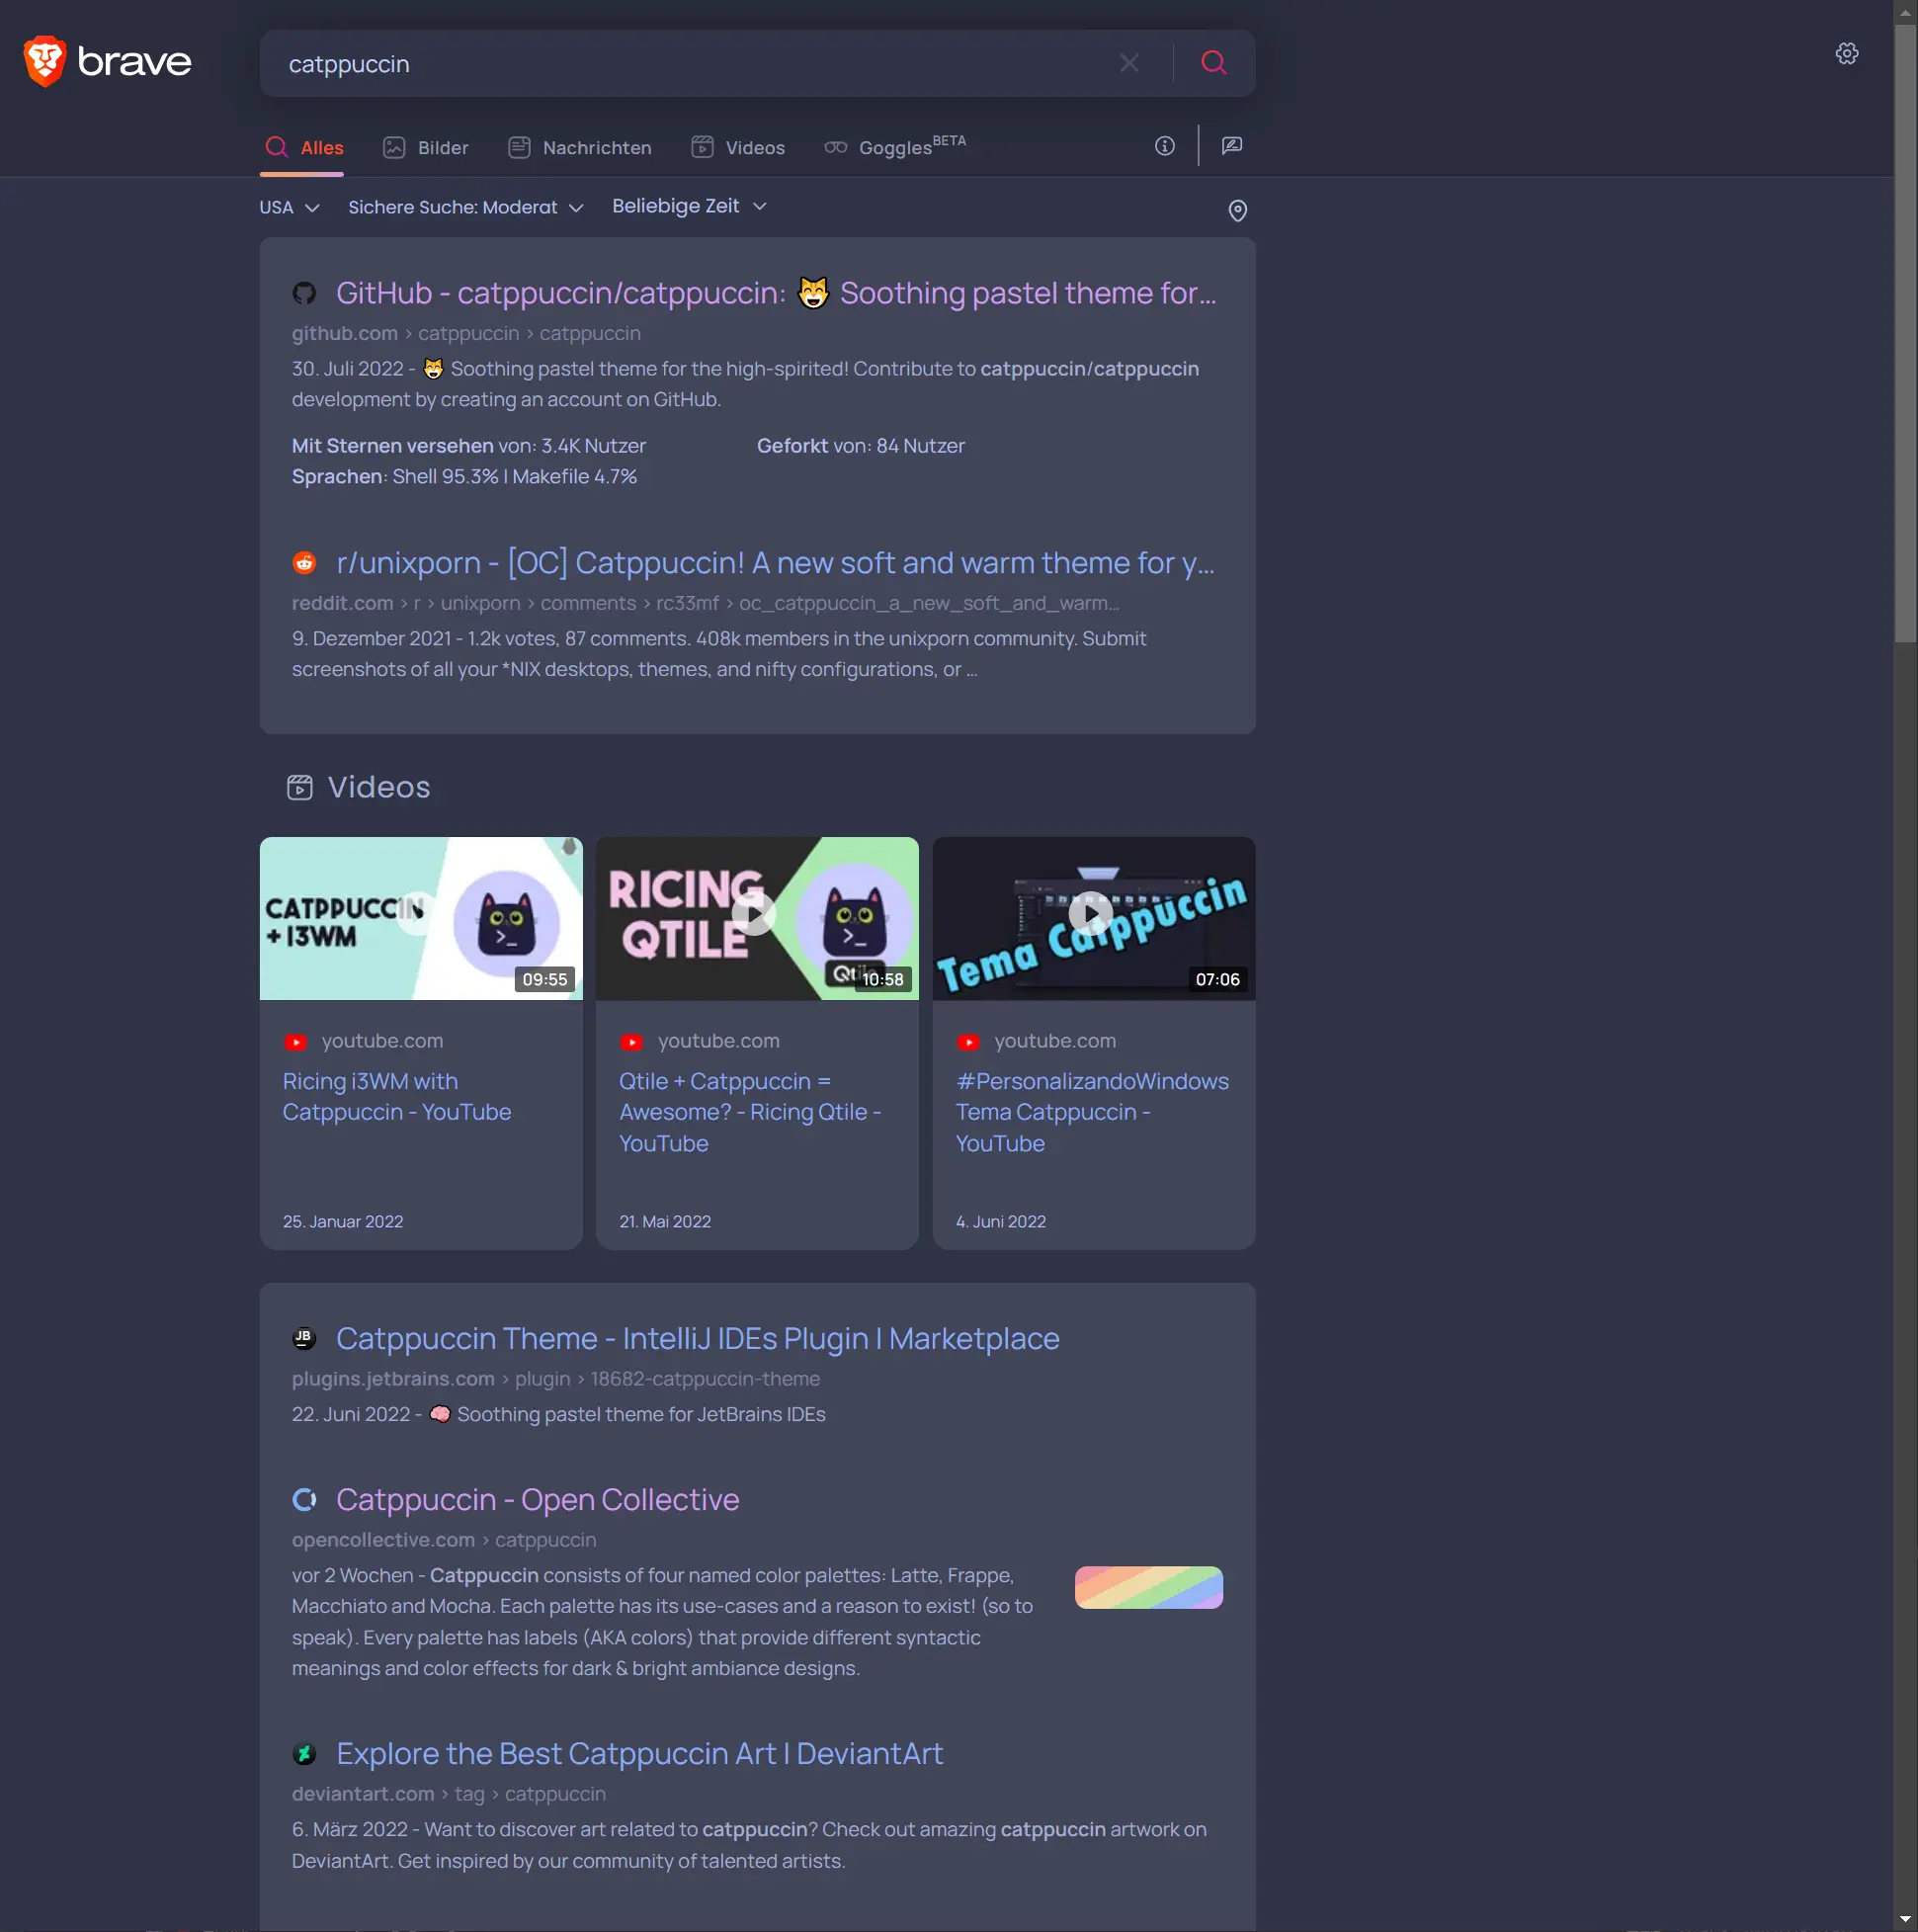 brave
catppuccin
Alles Bilder Nachrichten Videos Goggles BETA
USA Sichere Suche: Moderat Beliebige Zeit
GitHub - catppuccin/catppuccin: 😸 Soothing pastel theme for…
github.com › catppuccin › catppuccin
30. Juli 2022 - 😸 Soothing pastel theme for the high-spirited! Contribute to catppuccin/catppuccin
development by creating an account on GitHub.
Mit Sternen versehen von: 3.4K Nutzer Geforkt von: 84 Nutzer
Sprachen: Shell 95.3% | Makefile 4.7%
r/unixporn - [OC] Catppuccin! A new soft and warm theme for y…
reddit.com › r › unixporn › comments › rc33mf › oc_catppuccin_a_new_soft_and_warm…
9. Dezember 2021 - 1.2k votes, 87 comments. 408k members in the unixporn community. Submit
screenshots of all your *NIX desktops, themes, and nifty configurations, or …
Videos
CATPPUCCIN
+ I3WM
>_
09:55
RICING
QTILE
>_
Qtile
10:58
Tema Catppuccin
07:06
youtube.com
Ricing i3WM with
Catppuccin - YouTube
25. Januar 2022
youtube.com
Qtile + Catppuccin =
Awesome? - Ricing Qtile -
YouTube
21. Mai 2022
youtube.com
#PersonalizandoWindows
Tema Catppuccin -
YouTube
4. Juni 2022
JB
Catppuccin Theme - IntelliJ IDEs Plugin | Marketplace
plugins.jetbrains.com › plugin › 18682-catppuccin-theme
22. Juni 2022 - 🧠 Soothing pastel theme for JetBrains IDEs
Catppuccin - Open Collective
opencollective.com › catppuccin
vor 2 Wochen - Catppuccin consists of four named color palettes: Latte, Frappe,
Macchiato and Mocha. Each palette has its use-cases and a reason to exist! (so to
speak). Every palette has labels (AKA colors) that provide different syntactic
meanings and color effects for dark & bright ambiance designs.
Explore the Best Catppuccin Art | DeviantArt
deviantart.com › tag › catppuccin
6. März 2022 - Want to discover art related to catppuccin? Check out amazing catppuccin artwork on
DeviantArt. Get inspired by our community of talented artists.